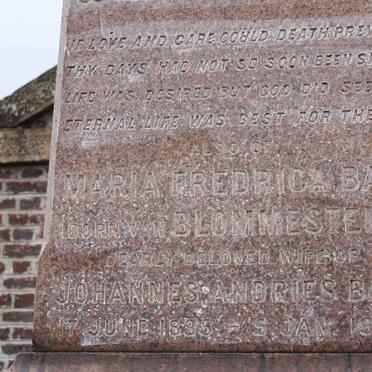 IF LOVE AND CARE COULD DEATH
THY DAYS HAD NOT SO SOON BEEN
LIFE WAS DESIRED BUT GOD DID SEE
ETERNAL LIFE WAS BEST FOR THE
ALSO OF
MARIA FREDRICA BA
(BORN VAN BLOMMESTE
DEARLY BELOVED WIFE OF
JOHANNES ANDRIES B
17 JUNE 1835 – 5 JAN. 19